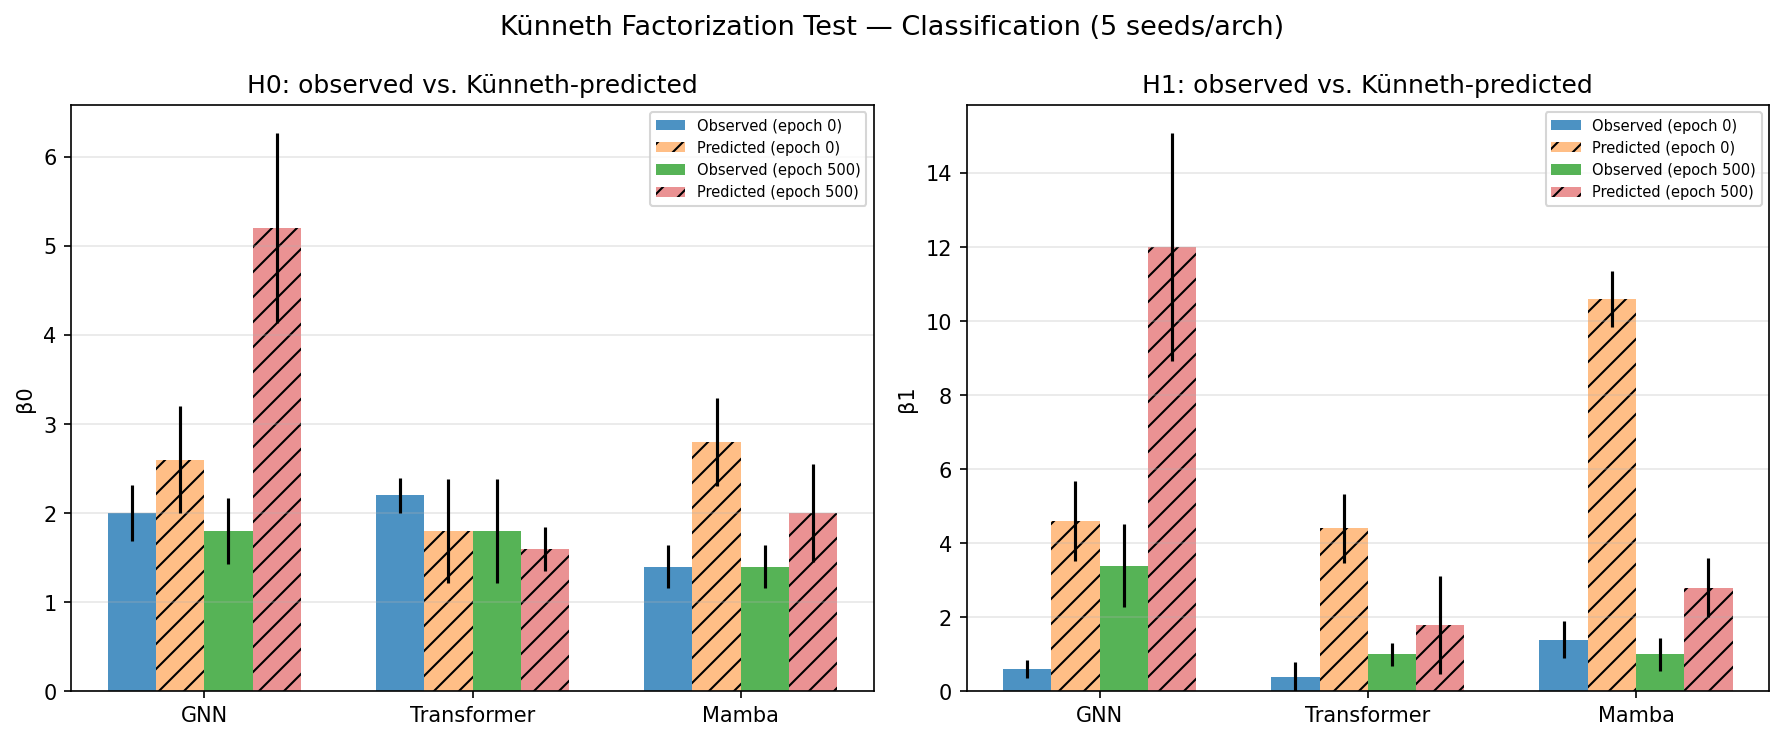 Künneth Factorization Test — Classification (5 seeds/arch)
H0: observed vs. Künneth-predicted
Observed (epoch 0)
Predicted (epoch 0)
Observed (epoch 500)
Predicted (epoch 500)
β0
6
5
4
3
2
1
0
GNN Transformer Mamba
H1: observed vs. Künneth-predicted
Observed (epoch 0)
Predicted (epoch 0)
Observed (epoch 500)
Predicted (epoch 500)
β1
14
12
10
8
6
4
2
0
GNN Transformer Mamba